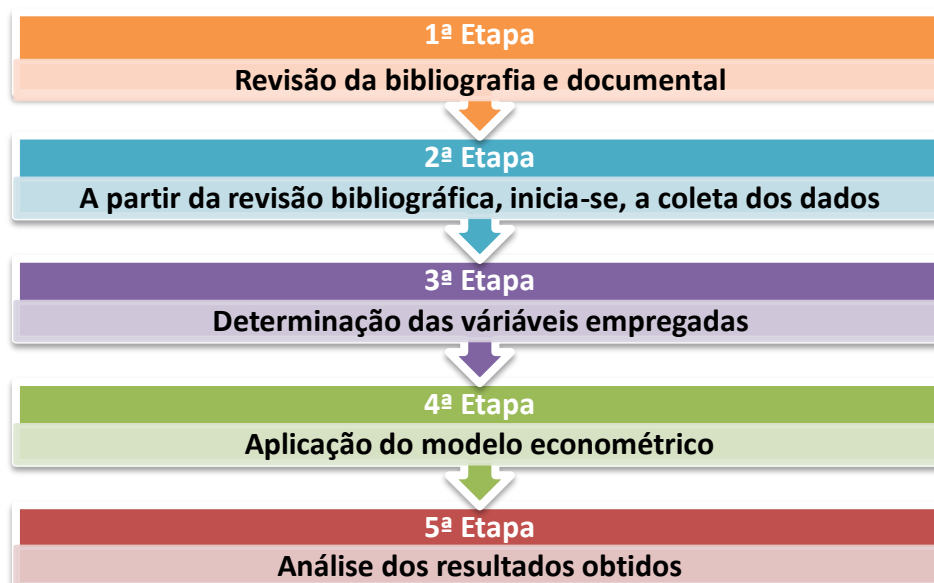 1ª Etapa
Revisão da bibliografia e documental
2ª Etapa
A partir da revisão bibliográfica, inicia-se, a coleta dos dados
3ª Etapa
Determinação das váriáveis empregadas
4ª Etapa
Aplicação do modelo econométrico
5ª Etapa
Análise dos resultados obtidos